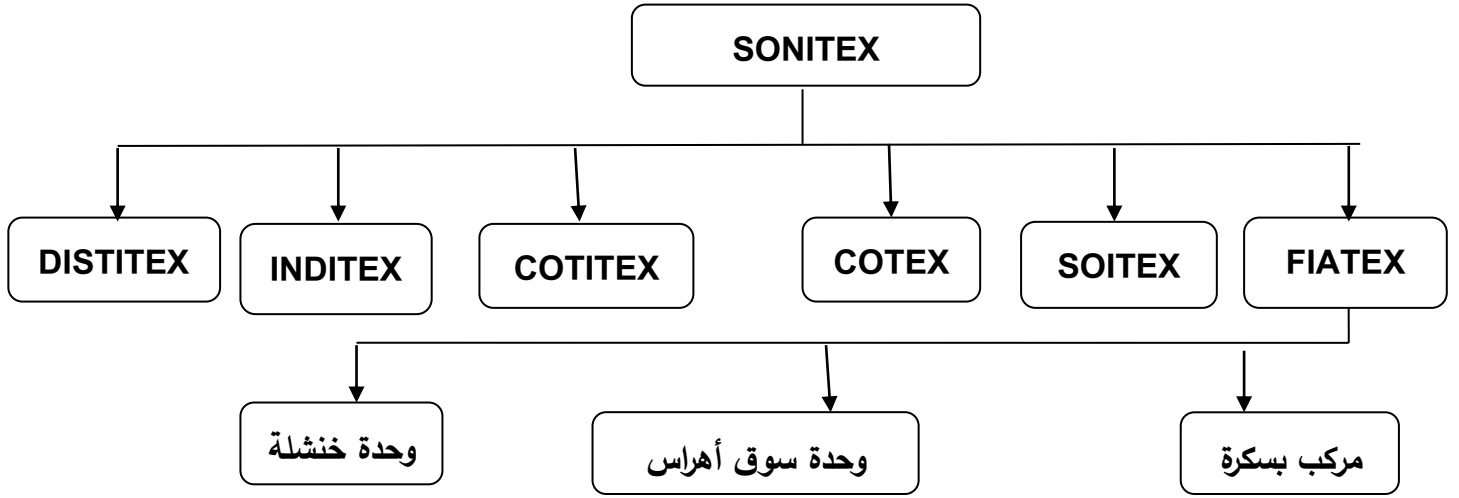 SONITEX
DISTITEX
INDITEX
COTITEX
COTEX
SOITEX
FIATEX
وحدة خنشلة
وحدة سوق أهراس
مركب بسكرة